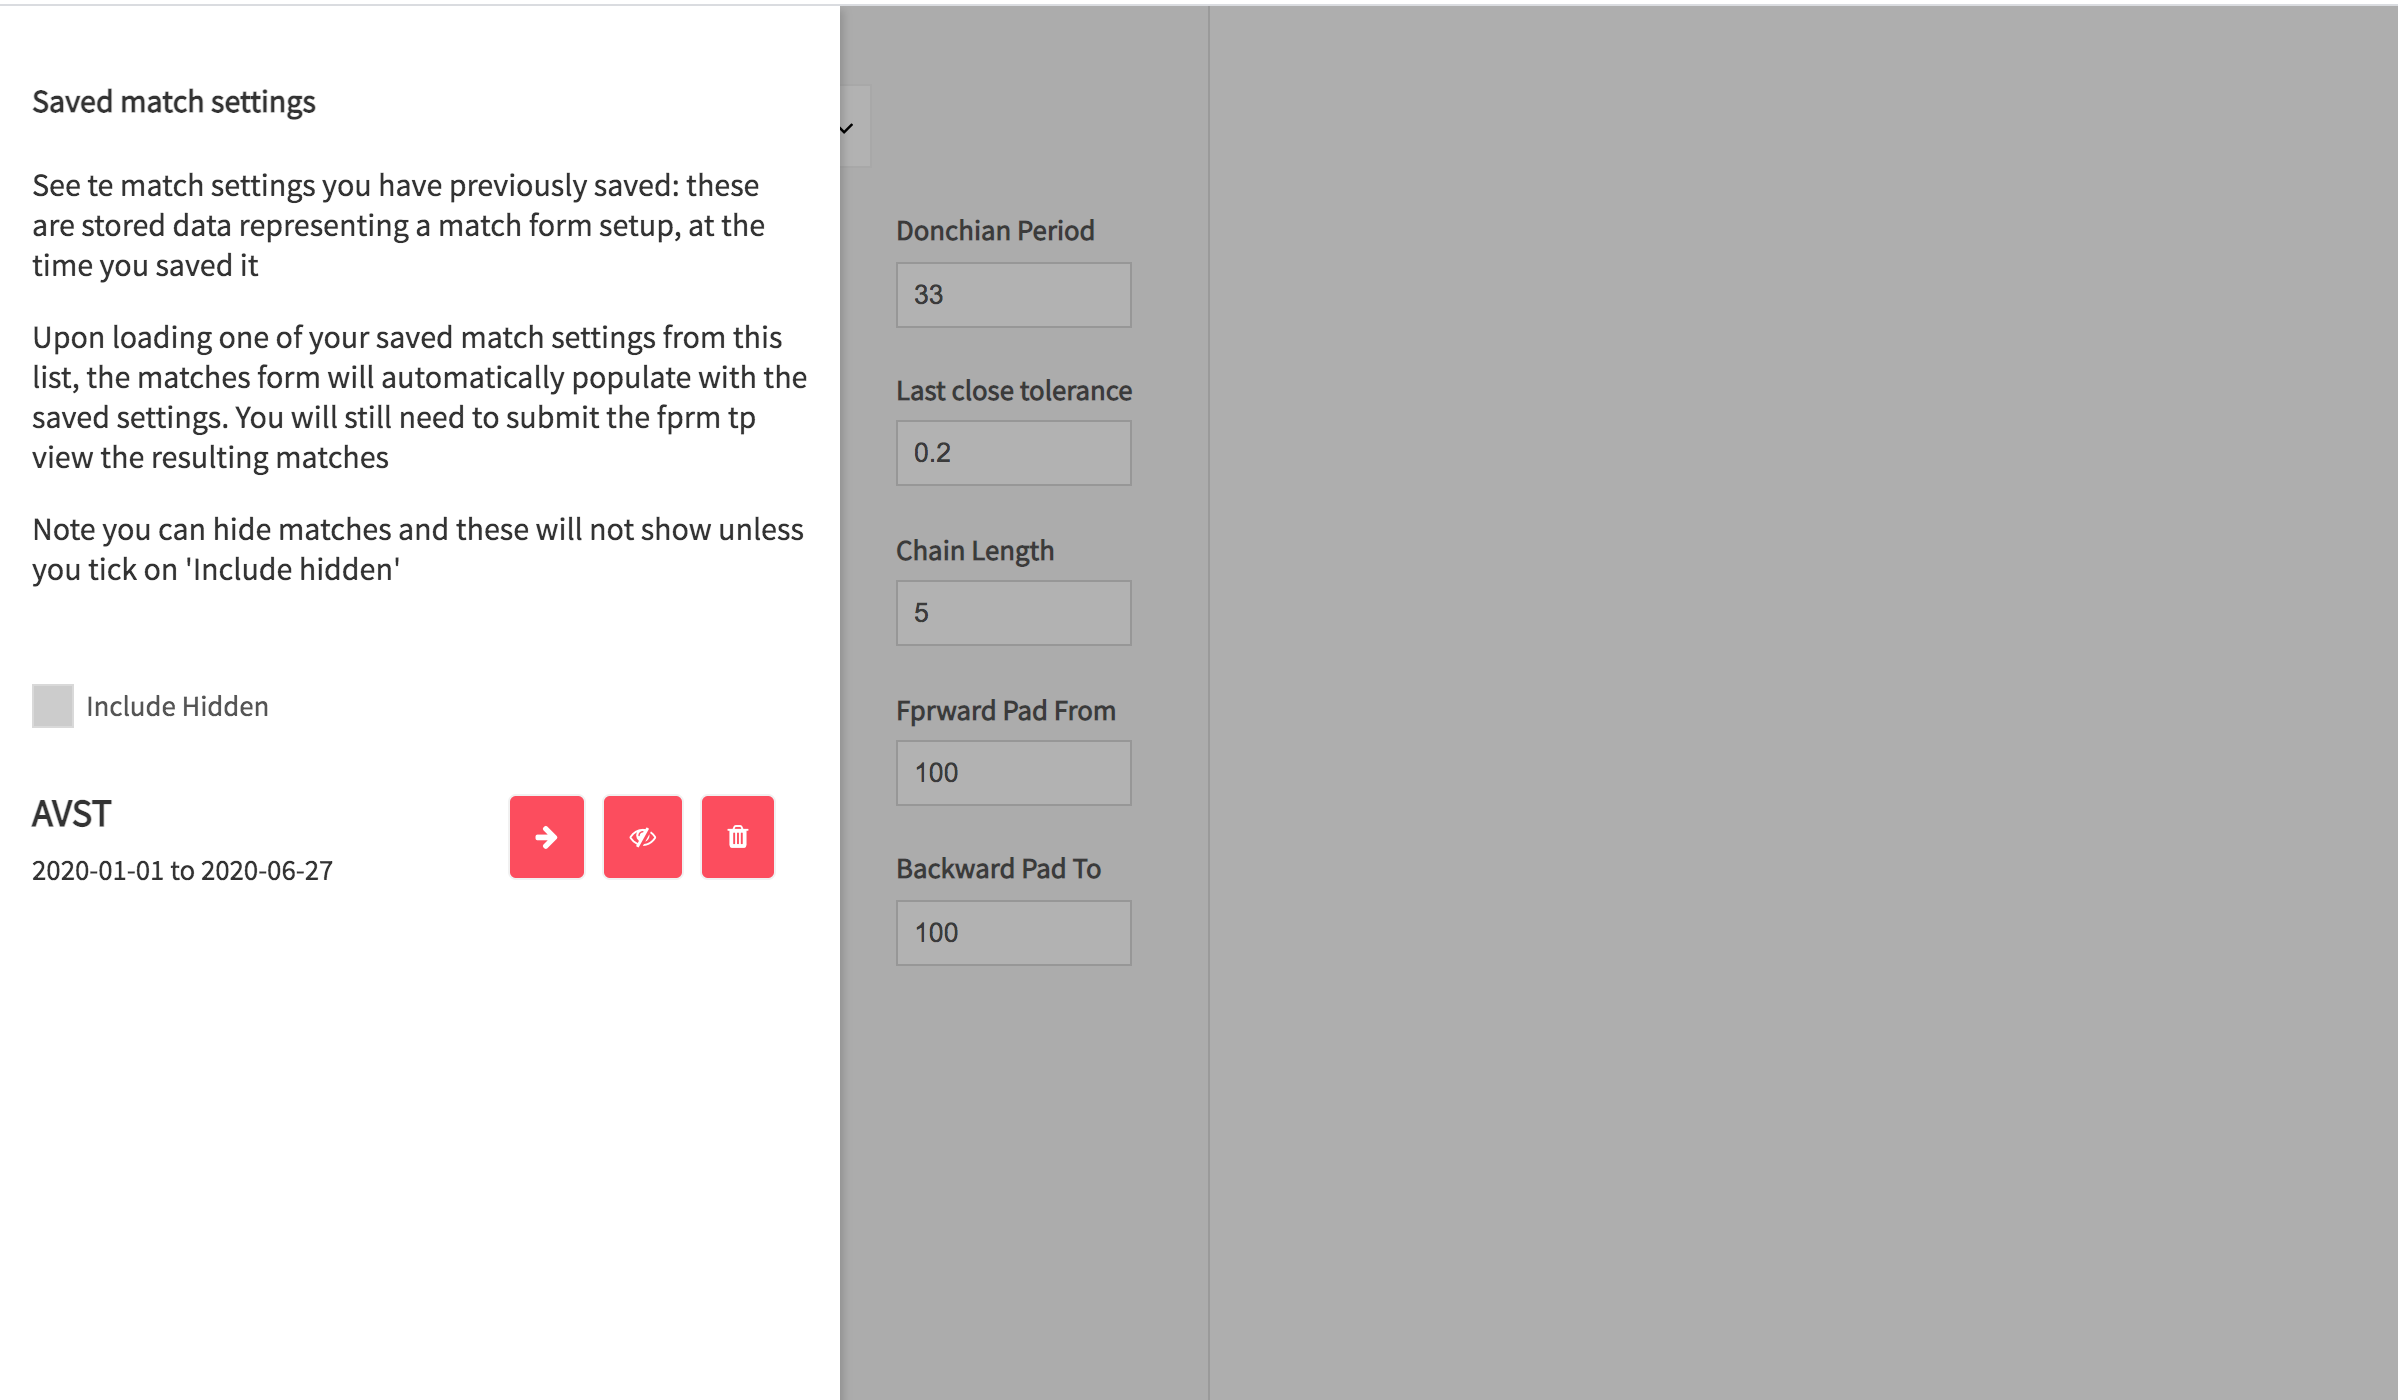 Saved match settings
See te match settings you have previously saved: these
are stored data representing a match form setup, at the
time you saved it
Upon loading one of your saved match settings from this
list, the matches form will automatically populate with the
saved settings. You will still need to submit the fprm tp
view the resulting matches
Note you can hide matches and these will not show unless
you tick on 'Include hidden'
Include Hidden
AVST
2020-01-01 to 2020-06-27
Donchian Period
33
Last close tolerance
0.2
Chain Length
5
Fprward Pad From
100
Backward Pad To
100